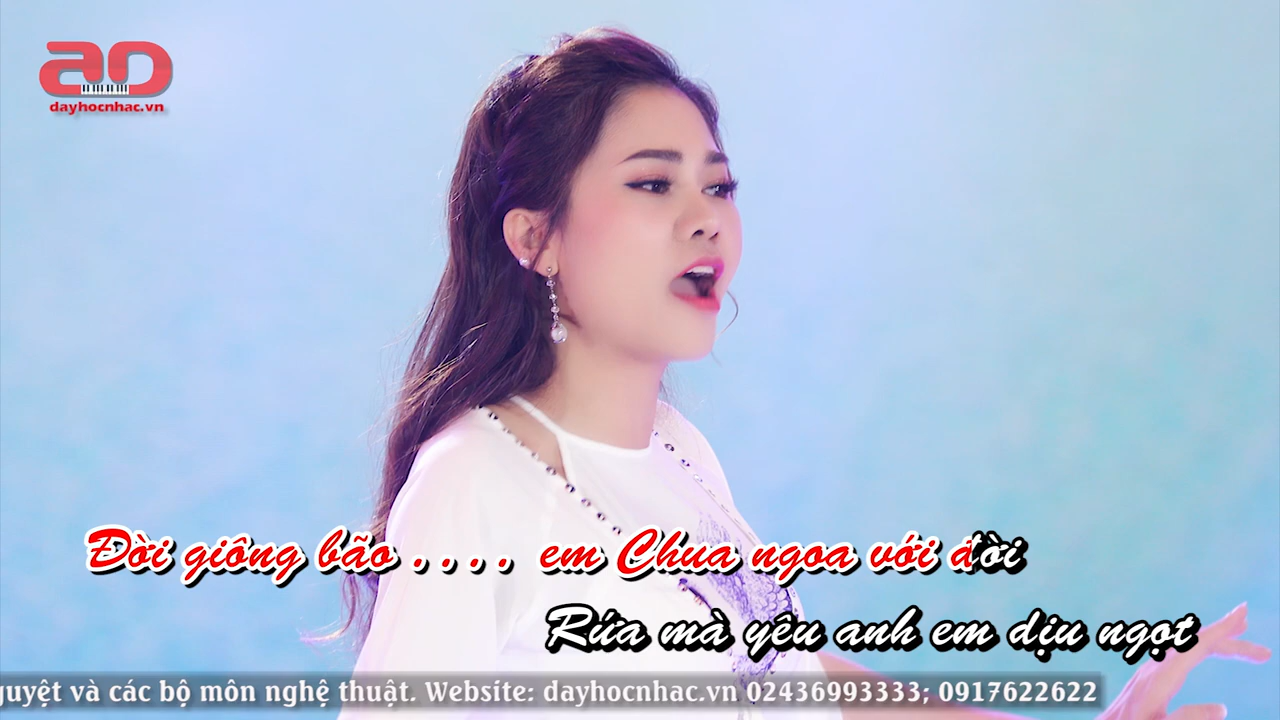 dayhocnhac.vn
Đời giông bão . . . . em Chua ngoa với đời
Rứa mà yêu anh em dịu ngọt
guyệt và các bộ môn nghệ thuật. Website: dayhocnhac.vn 02436993333; 0917622622